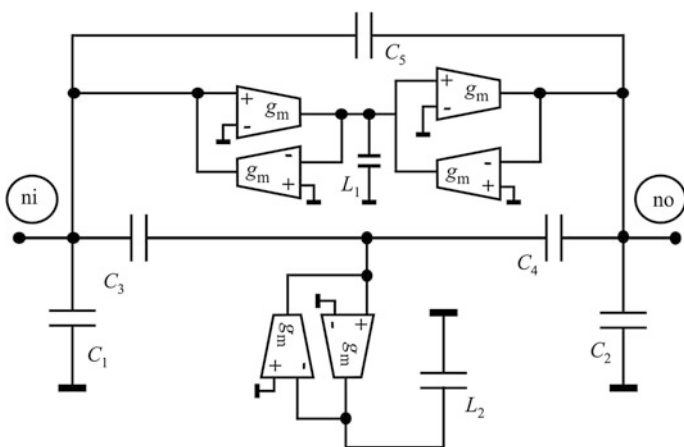 C5
+
-
gm
+
-
gm
-
+
gm
L1
-
+
gm
ni
no
C3
C4
C1
+
-
gm
-
+
gm
L2
C2